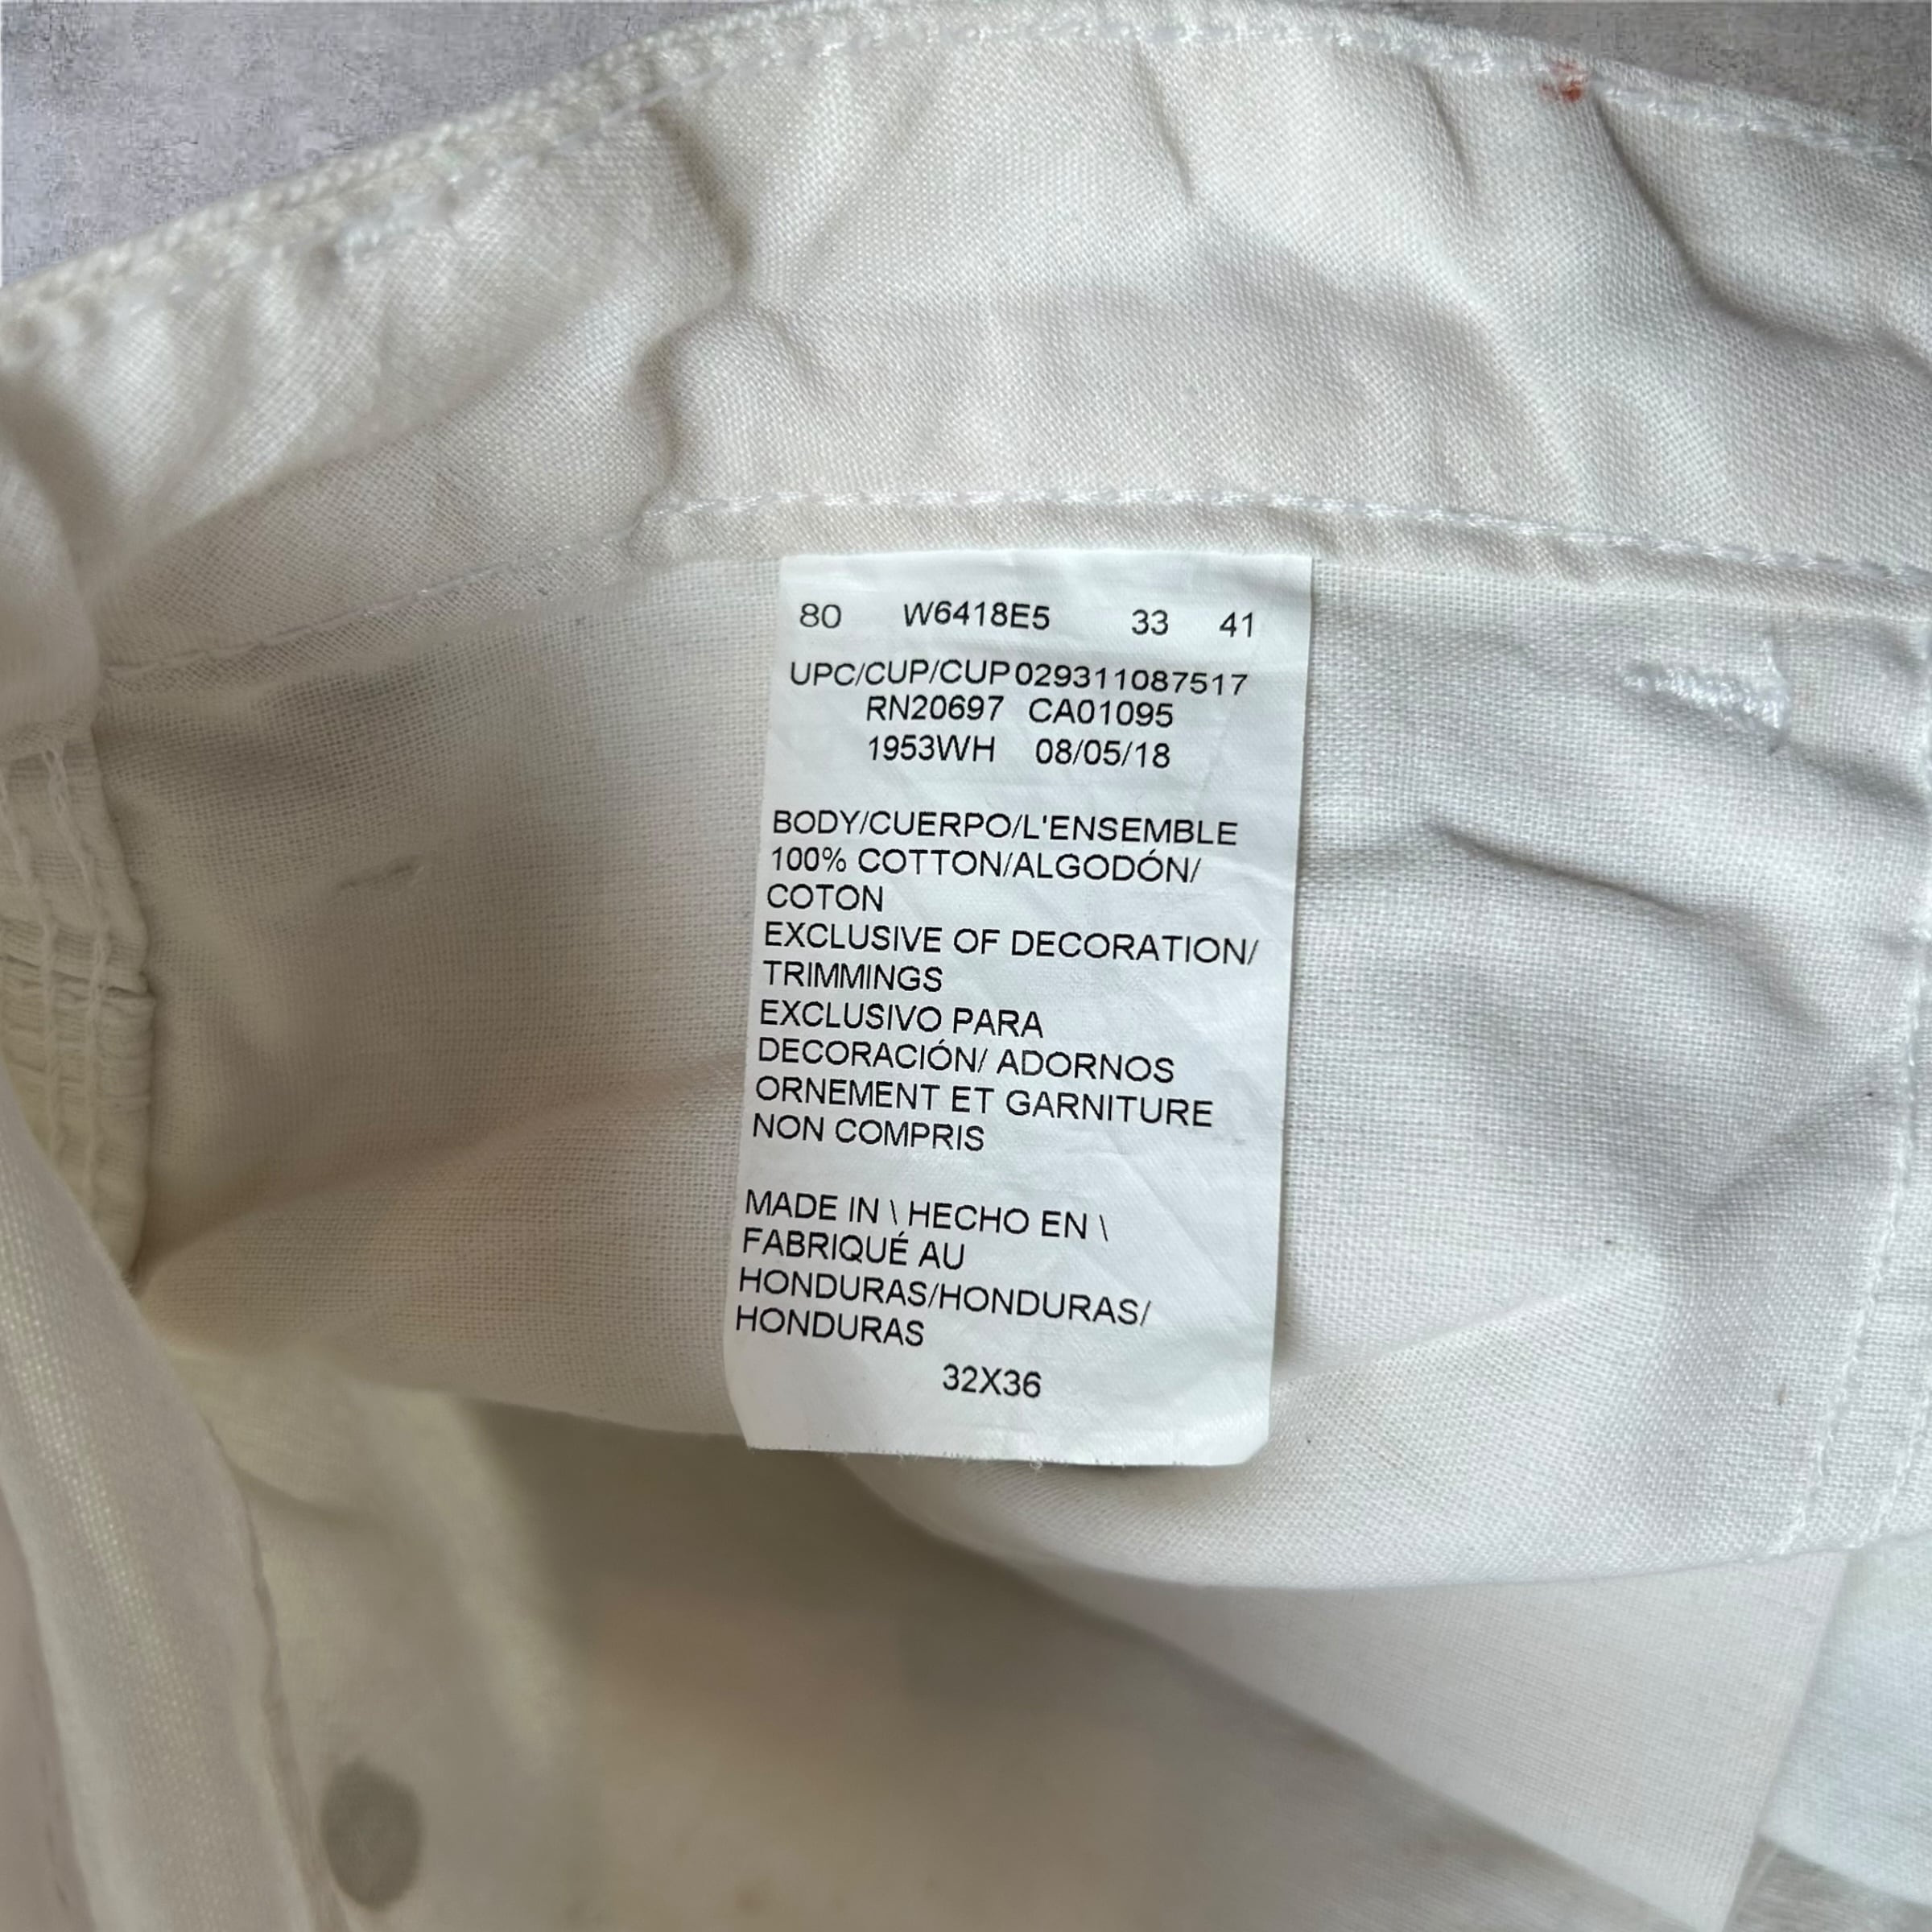 80 W6418E5 33 41
UPC/CUP/CUP 029311087517
RN20697 CA01095
1953WH 08/05/18
BODY/CUERPO/L'ENSEMBLE
100% COTTON/ALGODÓN/
COTON
EXCLUSIVE OF DECORATION/
TRIMMINGS
EXCLUSIVO PARA
DECORACIÓN/ ADORNOS
ORNEMENT ET GARNITURE
NON COMPRIS
MADE IN \ HECHO EN \
FABRIQUÉ AU
HONDURAS/HONDURAS/
HONDURAS
32X36